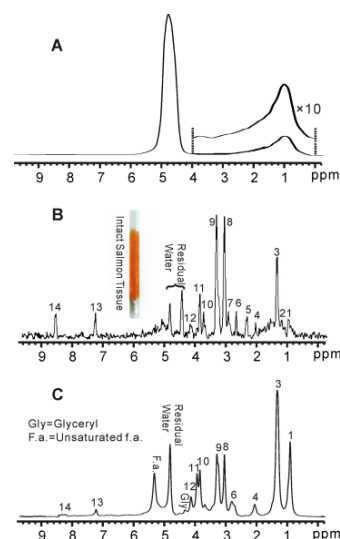 A
×10
9 8 7 6 5 4 3 2 1 ppm
B
Intact Salmon Tissue
Residual
Water
14 13 12 11 10 9 8 7 6 5 4 3 21
9 8 7 6 5 4 3 2 1 0 ppm
C
Gly=Glyceryl
F.a.=Unsaturated f.a.
Residual
Water
F.a
Gly
14 13 12 11 10 9 8 6 4 3 1
9 8 7 6 5 4 3 2 1 0 ppm